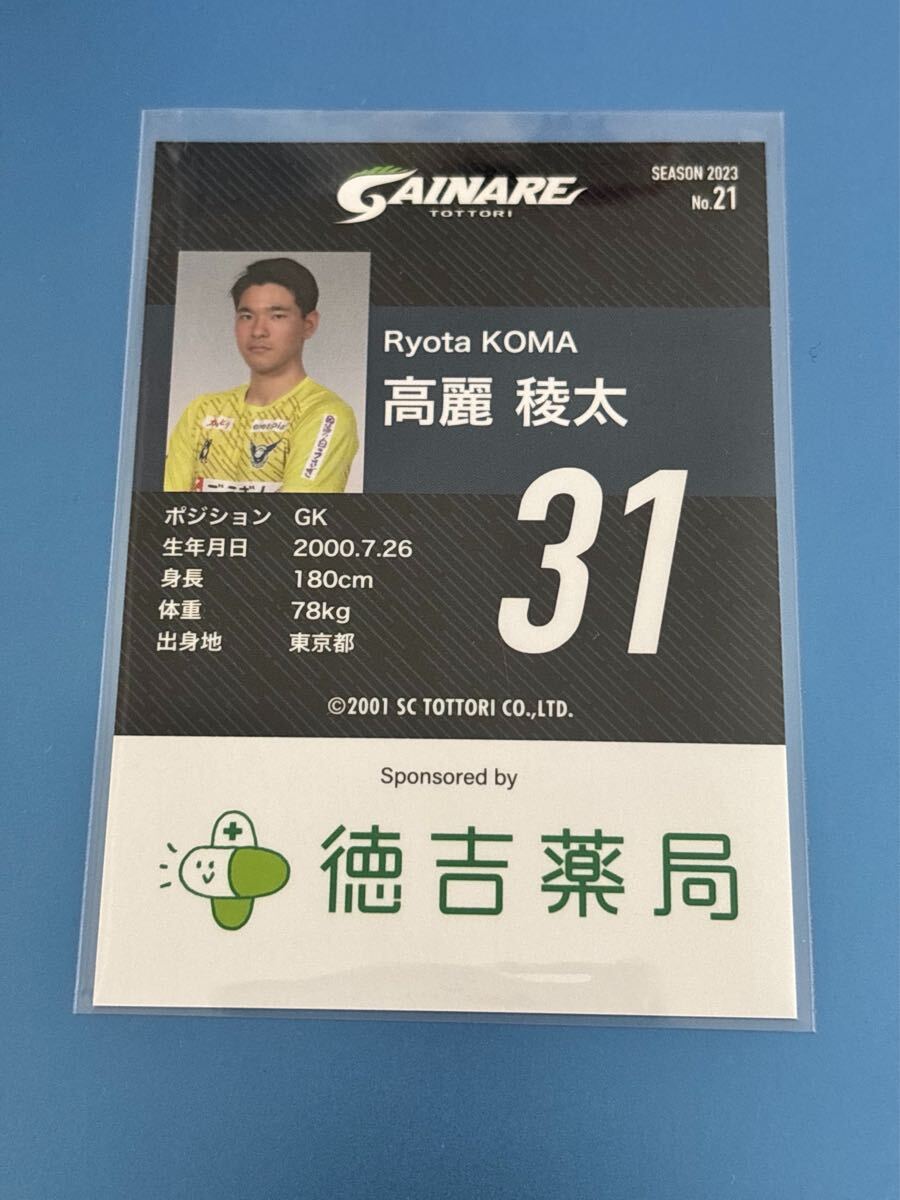 GAINARE
TOTTORI
SEASON 2023
No.21
Ryota KOMA
高麗 稜太
31
ポジション GK
生年月日 2000.7.26
身長 180cm
体重 78kg
出身地 東京都
©2001 SC TOTTORI CO.,LTD.
Sponsored by
徳吉薬局